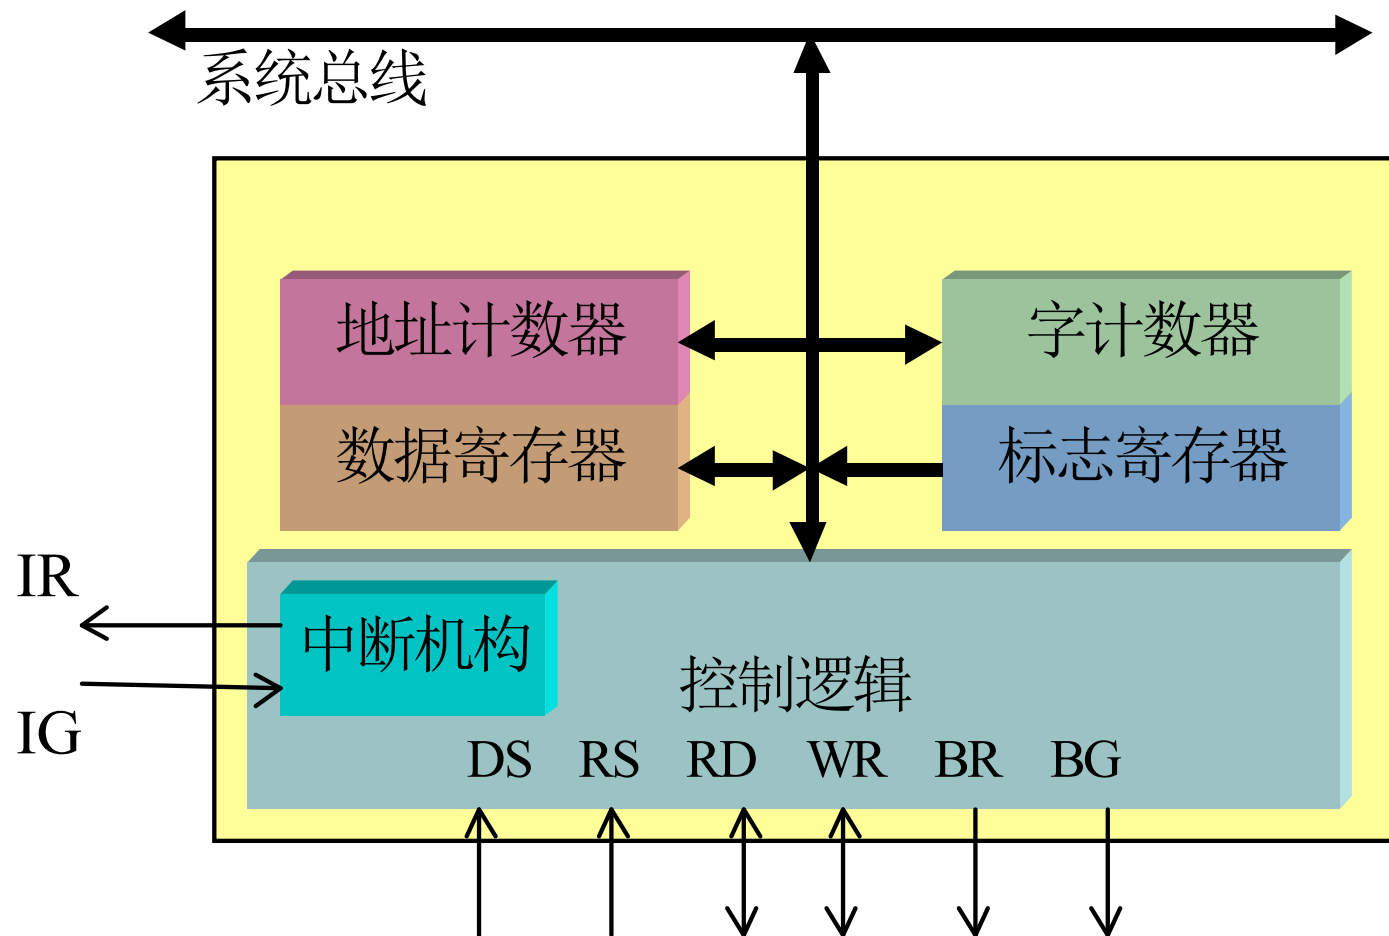 系统总线
地址计数器
字计数器
数据寄存器
标志寄存器
IR
中断机构
控制逻辑
IG
DS RS RD WR BR BG